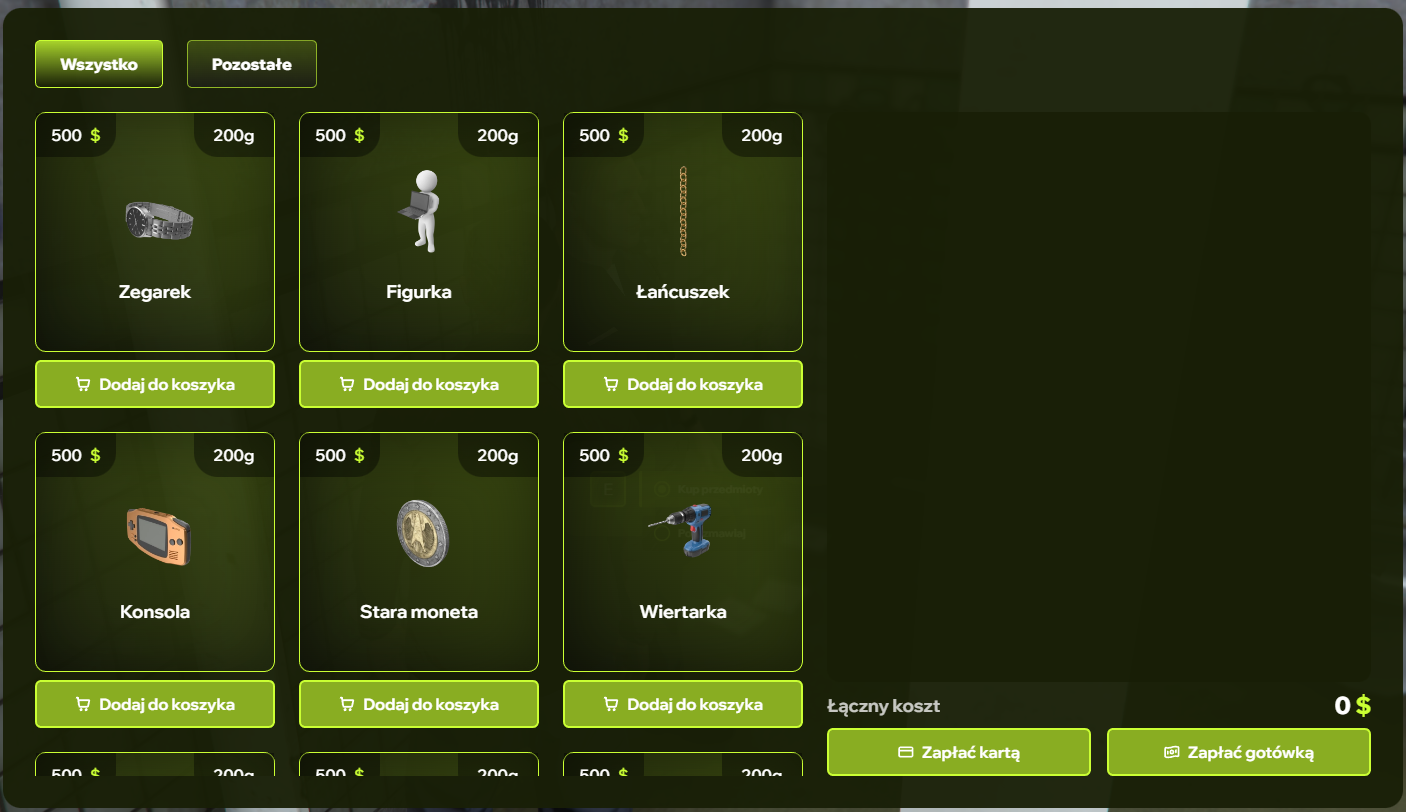 Wszystko
Pozostałe
500 $ 200g
Zegarek
Dodaj do koszyka
500 $ 200g
Figurka
Dodaj do koszyka
500 $ 200g
Łańcuszek
Dodaj do koszyka
500 $ 200g
Konsola
Dodaj do koszyka
500 $ 200g
Stara moneta
Dodaj do koszyka
500 $ 200g
E Kup przedmioty
Wiertarka
Dodaj do koszyka
500 $ 200g
500 $ 200g
500 $ 200g
Łączny koszt
0 $
Zapłać kartą
Zapłać gotówką